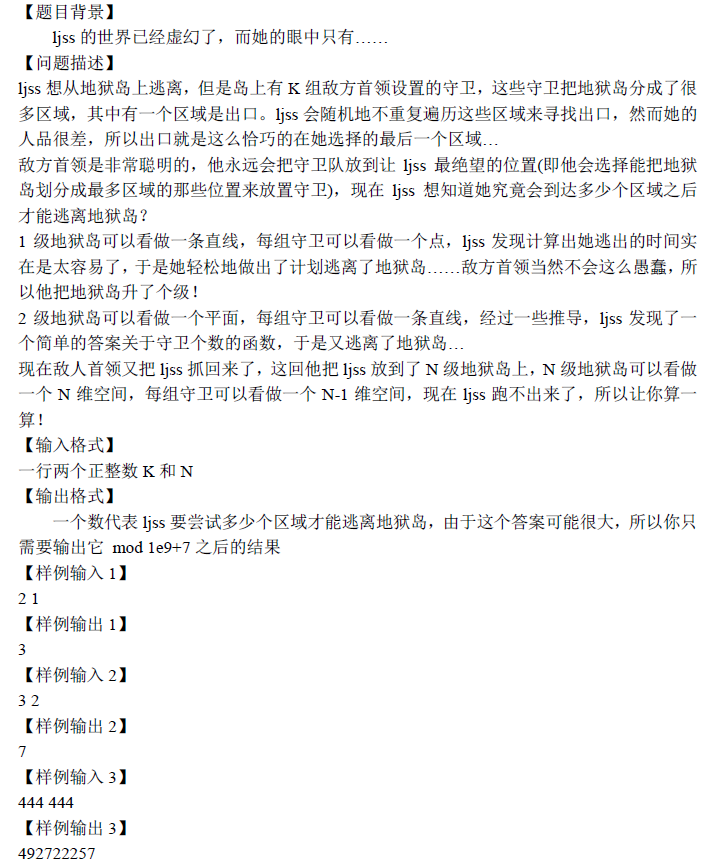 【题目背景】
ljss 的世界已经虚幻了，而她的眼中只有……
【问题描述】
ljss 想从地狱岛上逃离，但是岛上有 K 组敌方首领设置的守卫，这些守卫把地狱岛分成了很
多区域，其中有一个区域是出口。ljss 会随机地不重复遍历这些区域来寻找出口，然而她的
人品很差，所以出口就是这么恰巧的在她选择的最后一个区域…
敌方首领是非常聪明的，他永远会把守卫队放到让 ljss 最绝望的位置(即他会选择能把地狱
岛划分成最多区域的那些位置来放置守卫)，现在 ljss 想知道她究竟会到达多少个区域之后
才能逃离地狱岛？
1 级地狱岛可以看做一条直线，每组守卫可以看做一个点，ljss 发现计算出她逃出的时间实
在是太容易了，于是她轻松地做出了计划逃离了地狱岛……敌方首领当然不会这么愚蠢，所
以他把地狱岛升了个级！
2 级地狱岛可以看做一个平面，每组守卫可以看做一条直线，经过一些推导，ljss 发现了一
个简单的答案关于守卫个数的函数，于是又逃离了地狱岛…
现在敌人首领又把 ljss 抓回来了，这回他把 ljss 放到了 N 级地狱岛上，N 级地狱岛可以看做
一个 N 维空间，每组守卫可以看做一个 N-1 维空间，现在 ljss 跑不出来了，所以让你算一
算！
【输入格式】
一行两个正整数 K 和 N
【输出格式】
一个数代表 ljss 要尝试多少个区域才能逃离地狱岛，由于这个答案可能很大，所以你只
需要输出它 mod 1e9+7 之后的结果
【样例输入 1】
2 1
【样例输出 1】
3
【样例输入 2】
3 2
【样例输出 2】
7
【样例输入 3】
444 444
【样例输出 3】
492722257